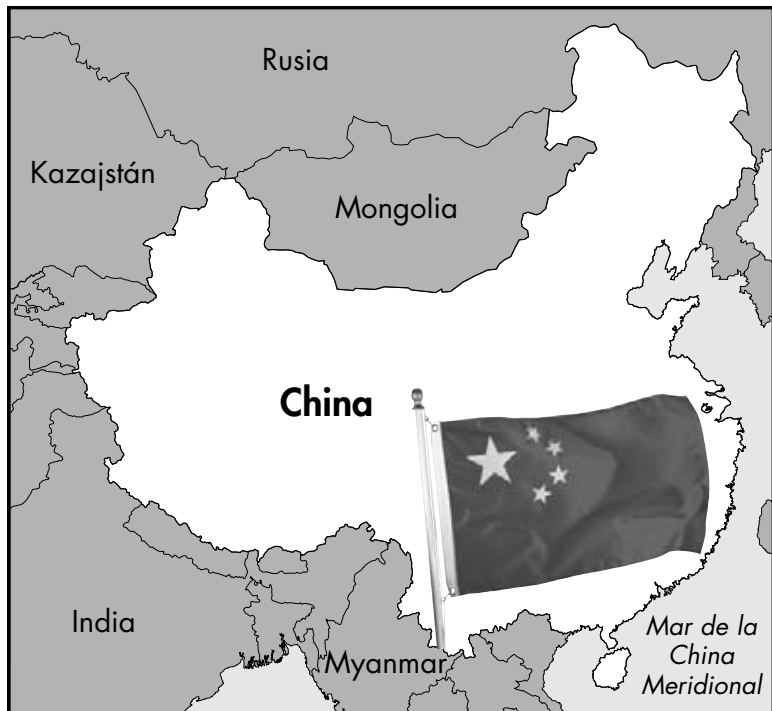 Rusia
Kazajstán
Mongolia
China
India
Myanmar
Mar de la
China
Meridional